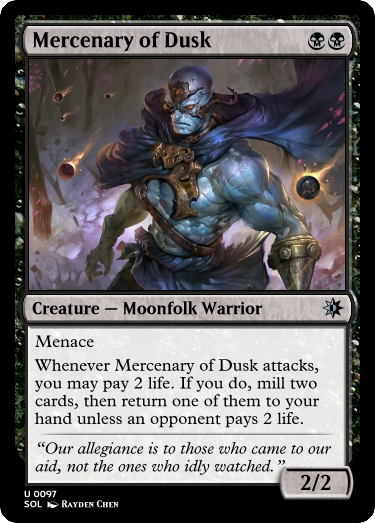 Mercenary of Dusk
Creature — Moonfolk Warrior
Menace
Whenever Mercenary of Dusk attacks,
you may pay 2 life. If you do, mill two
cards, then return one of them to your
hand unless an opponent pays 2 life.
“Our allegiance is to those who came to our
aid, not the ones who idly watched.”
2/2
U 0097
SOL Rayden Chen